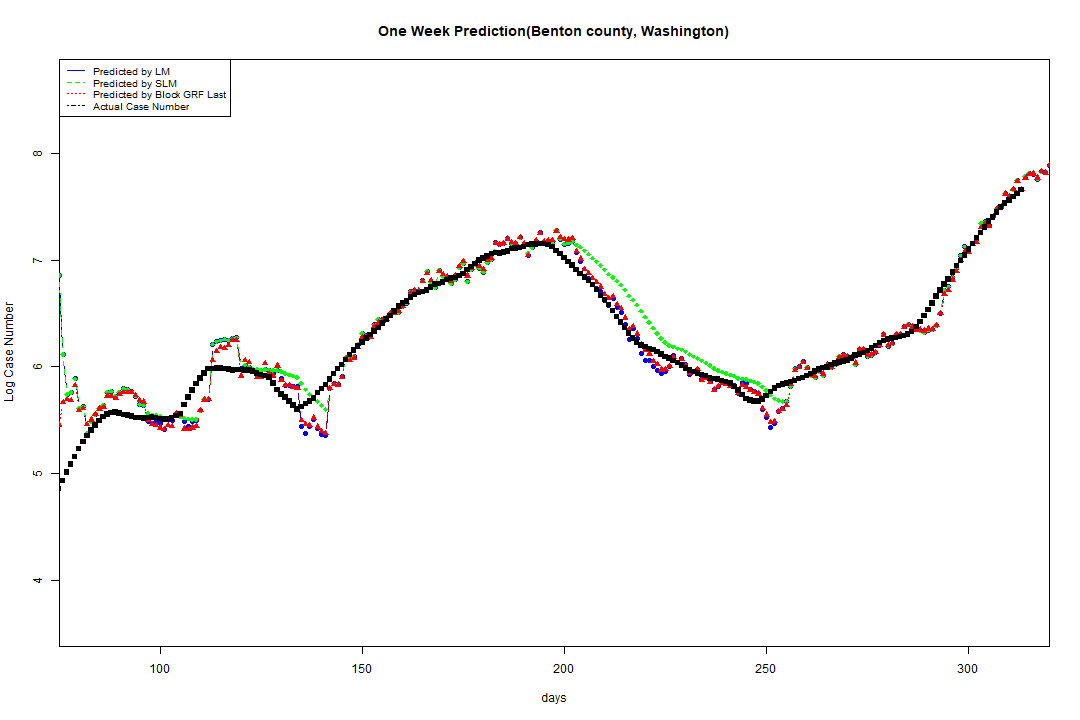 One Week Prediction(Benton county, Washington)
Predicted by LM
Predicted by SLM
Predicted by Block GRF Last
Actual Case Number
8
7
6
5
4
Log Case Number
100 150 200 250 300
days